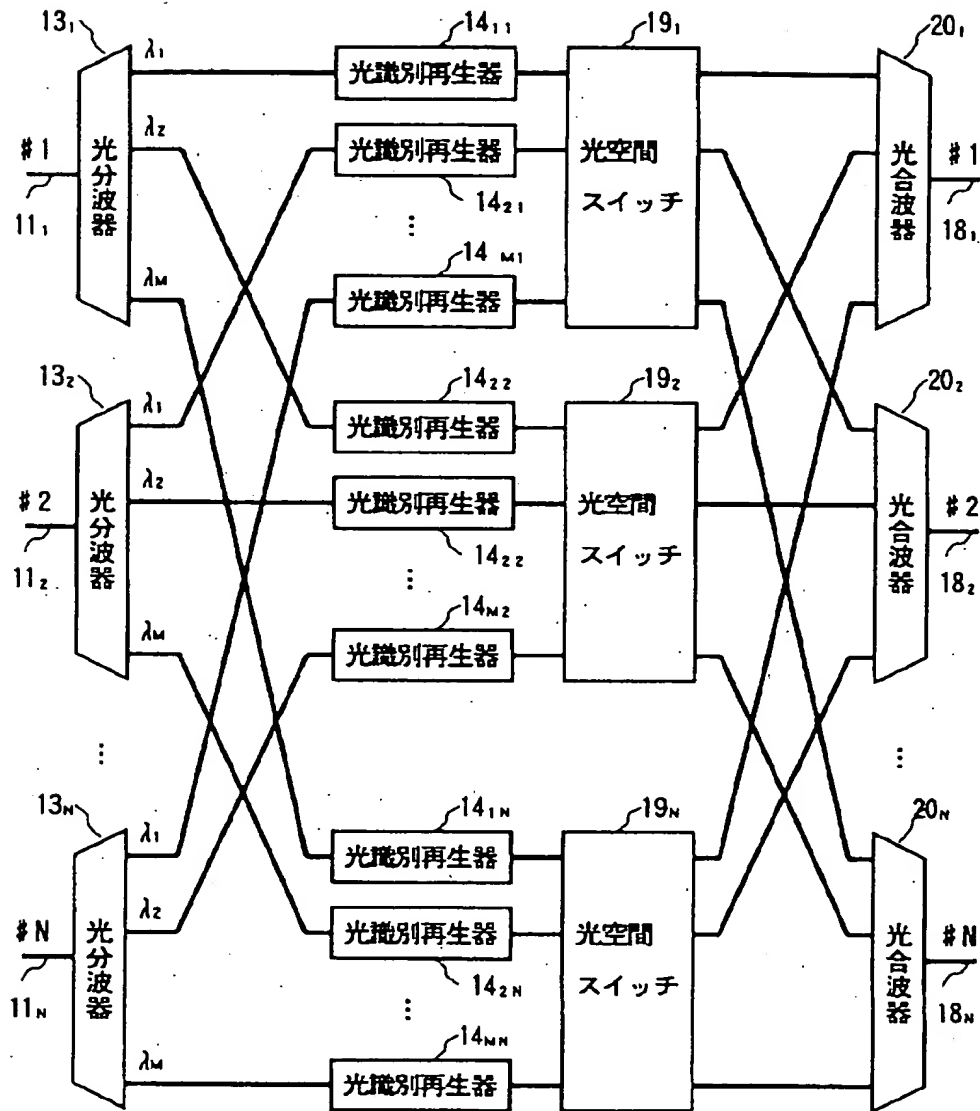 13₁
λ₁
14₁₁
光識別再生器
19₁
20₁
λ₂
光識別再生器
14₂₁
⋮
#1
11₁
光分波器
光空間
スイッチ
光合波器
#1
18₁
λM
14M1
光識別再生器
13₂
λ₁
14₂₂
光識別再生器
19₂
20₂
λ₂
光識別再生器
14₂₂
⋮
#2
11₂
光分波器
光空間
スイッチ
光合波器
#2
18₂
λM
14M2
光識別再生器
⋮
⋮
13N
λ₁
14₁N
光識別再生器
19N
20N
λ₂
光識別再生器
14₂N
⋮
#N
11N
光分波器
光空間
スイッチ
光合波器
#N
18N
λM
14MN
光識別再生器